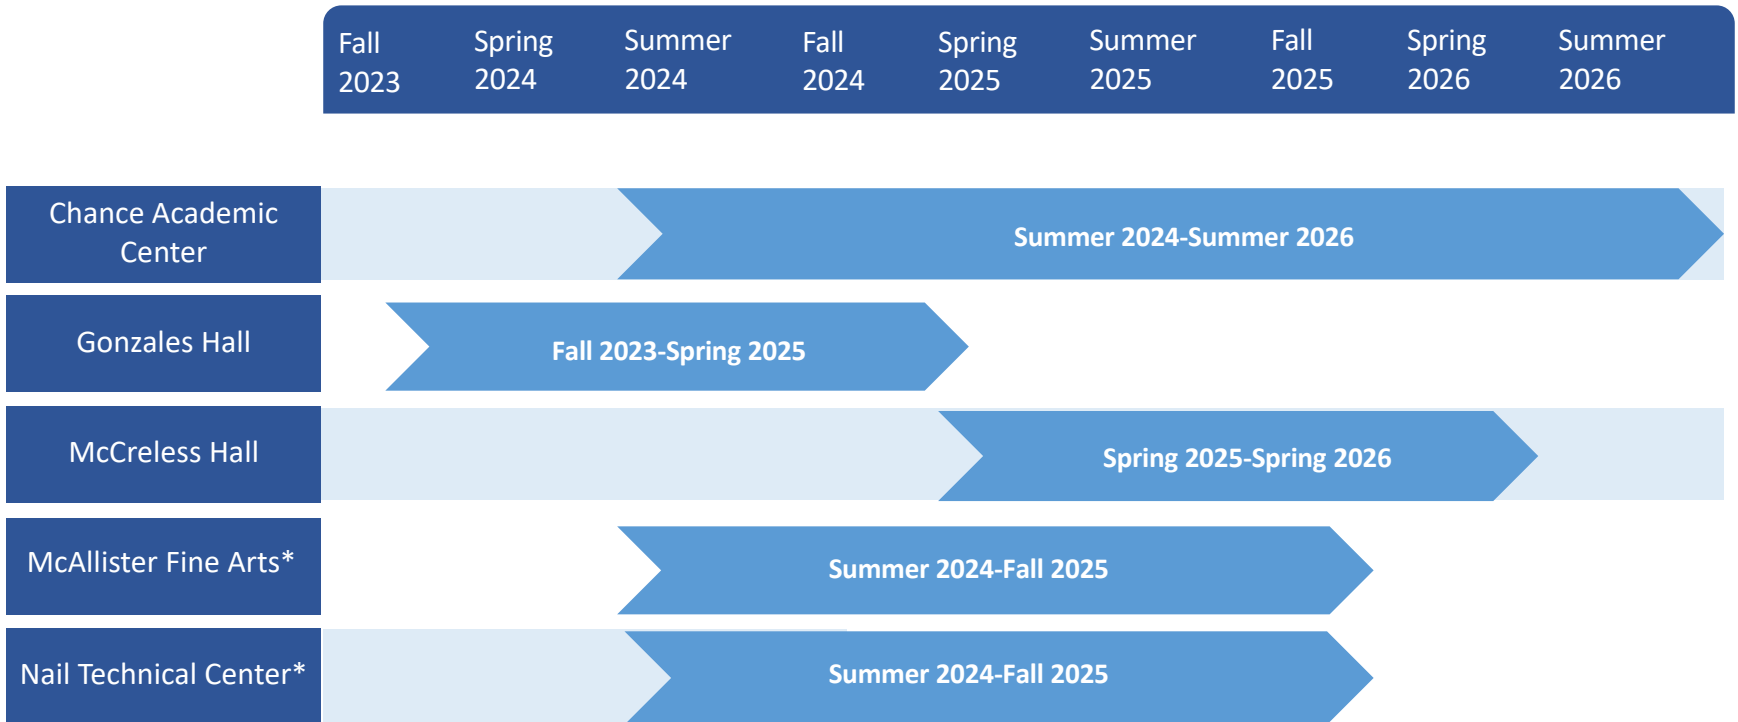 Fall 2023
Spring 2024
Summer 2024
Fall 2024
Spring 2025
Summer 2025
Fall 2025
Spring 2026
Summer 2026
Chance Academic
Center
Summer 2024-Summer 2026
Gonzales Hall
Fall 2023-Spring 2025
McCreless Hall
Spring 2025-Spring 2026
McAllister Fine Arts*
Summer 2024-Fall 2025
Nail Technical Center*
Summer 2024-Fall 2025